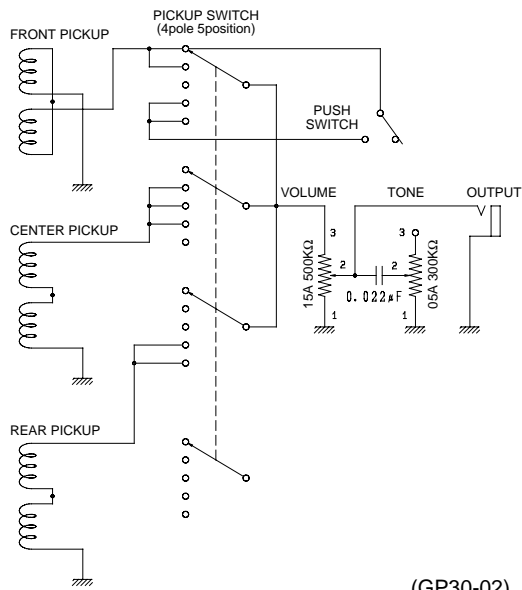 PICKUP SWITCH
(4pole 5position)
FRONT PICKUP
PUSH
SWITCH
VOLUME
TONE
OUTPUT
CENTER PICKUP
3
2
1
15A 500KΩ
0.022μF
3
2
1
05A 300KΩ
REAR PICKUP
(GP30-02)